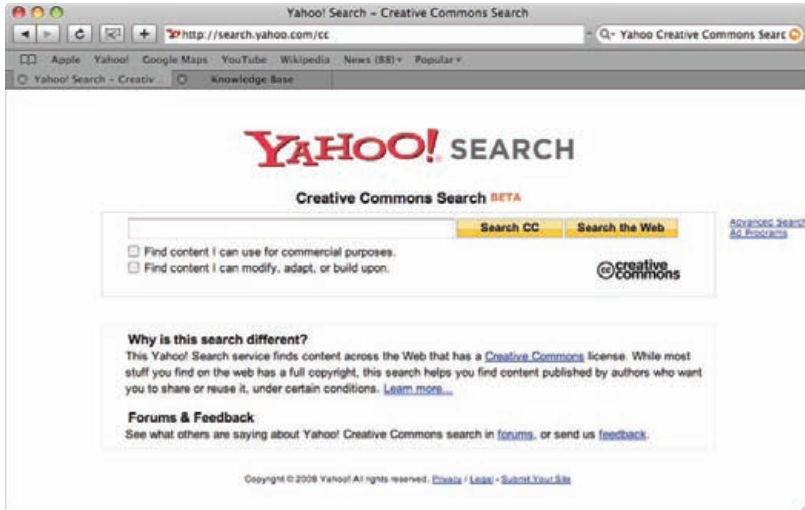 Yahoo! Search – Creative Commons Search
http://search.yahoo.com/cc
Yahoo Creative Commons Searc
Apple Yahoo! Google Maps YouTube Wikipedia News (88) Popular
Yahoo! Search – Creativ... Knowledge Base
YAHOO! SEARCH
Creative Commons Search BETA
Search CC Search the Web
Advanced Search
Ad Programs
Find content I can use for commercial purposes.
Find content I can modify, adapt, or build upon.
cc creative commons
Why is this search different?
This Yahoo! Search service finds content across the Web that has a Creative Commons license. While most
stuff you find on the web has a full copyright, this search helps you find content published by authors who want
you to share or reuse it, under certain conditions. Learn more...
Forums & Feedback
See what others are saying about Yahoo! Creative Commons search in forums, or send us feedback.
Copyright © 2008 Yahoo! All rights reserved. Privacy / Legal - Submit Your Site